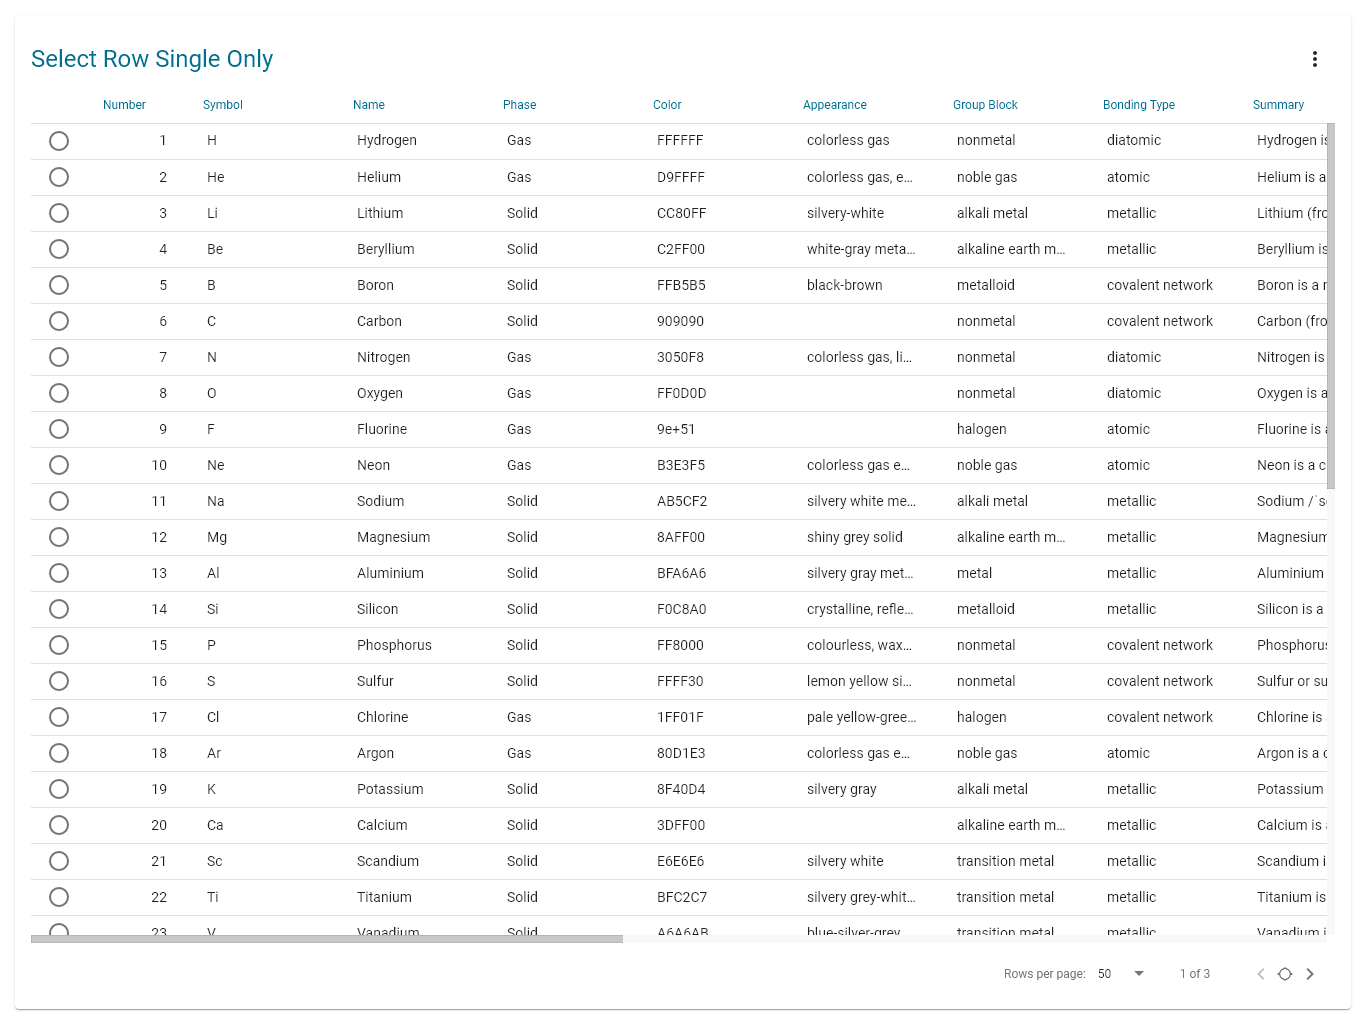 Select Row Single Only
Number Symbol Name Phase Color Appearance Group Block Bonding Type Summary
1 H Hydrogen Gas FFFFFF colorless gas nonmetal diatomic Hydrogen is
2 He Helium Gas D9FFFF colorless gas, e... noble gas atomic Helium is a
3 Li Lithium Solid CC80FF silvery-white alkali metal metallic Lithium (fro
4 Be Beryllium Solid C2FF00 white-gray meta... alkaline earth m... metallic Beryllium is
5 B Boron Solid FFB5B5 black-brown metalloid covalent network Boron is a
6 C Carbon Solid 909090 nonmetal covalent network Carbon (fro
7 N Nitrogen Gas 3050F8 colorless gas, li... nonmetal diatomic Nitrogen is
8 O Oxygen Gas FF0D0D nonmetal diatomic Oxygen is a
9 F Fluorine Gas 9e+51 halogen atomic Fluorine is
10 Ne Neon Gas B3E3F5 colorless gas e... noble gas atomic Neon is a c
11 Na Sodium Solid AB5CF2 silvery white me... alkali metal metallic Sodium /ˈs
12 Mg Magnesium Solid 8AFF00 shiny grey solid alkaline earth m... metallic Magnesium
13 Al Aluminium Solid BFA6A6 silvery gray met... metal metallic Aluminium
14 Si Silicon Solid F0C8A0 crystalline, refle... metalloid metallic Silicon is a
15 P Phosphorus Solid FF8000 colourless, wax... nonmetal covalent network Phosphorus
16 S Sulfur Solid FFFF30 lemon yellow si... nonmetal covalent network Sulfur or su
17 Cl Chlorine Gas 1FF01F pale yellow-gree... halogen covalent network Chlorine is
18 Ar Argon Gas 80D1E3 colorless gas e... noble gas atomic Argon is a c
19 K Potassium Solid 8F40D4 silvery gray alkali metal metallic Potassium
20 Ca Calcium Solid 3DFF00 alkaline earth m... metallic Calcium is
21 Sc Scandium Solid E6E6E6 silvery white transition metal metallic Scandium i
22 Ti Titanium Solid BFC2C7 silvery grey-whit... transition metal metallic Titanium is
23 V Vanadium Solid A6A6AB blue-silver-grey transition metal metallic Vanadium i
Rows per page: 50 1 of 3